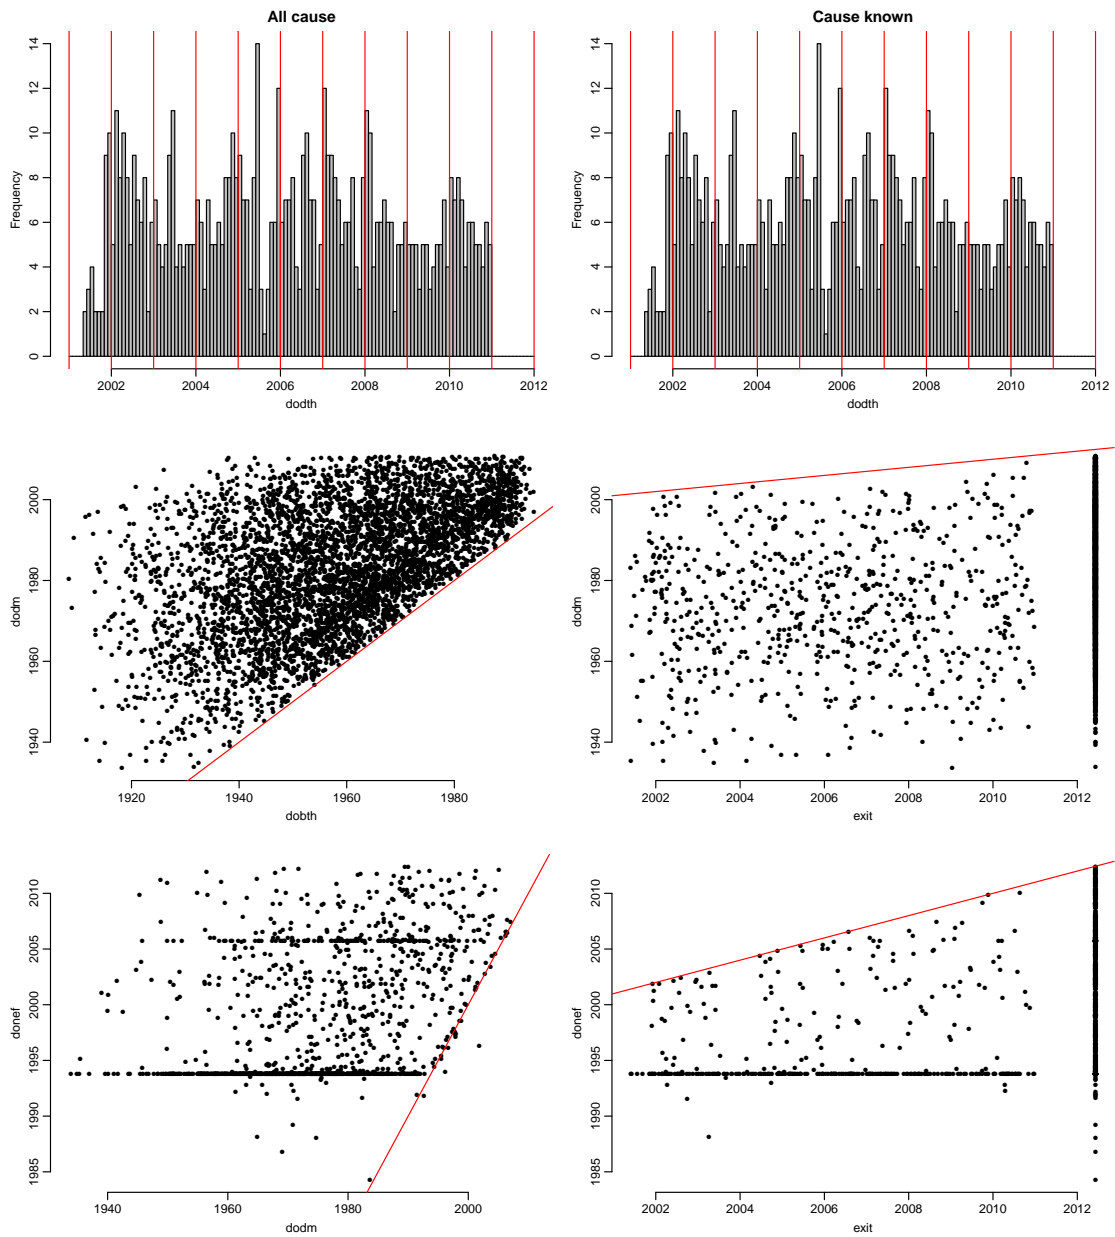 All cause
Cause known
Frequency
0 2 4 6 8 10 12 14
2002 2004 2006 2008 2010 2012
dodth
Frequency
0 2 4 6 8 10 12 14
2002 2004 2006 2008 2010 2012
dodth
dodm
1940 1960 1980 2000
1920 1940 1960 1980
dobth
dodm
1940 1960 1980 2000
2002 2004 2006 2008 2010 2012
exit
donef
1985 1990 1995 2000 2005 2010
1940 1960 1980 2000
dodm
donef
1985 1990 1995 2000 2005 2010
2002 2004 2006 2008 2010 2012
exit